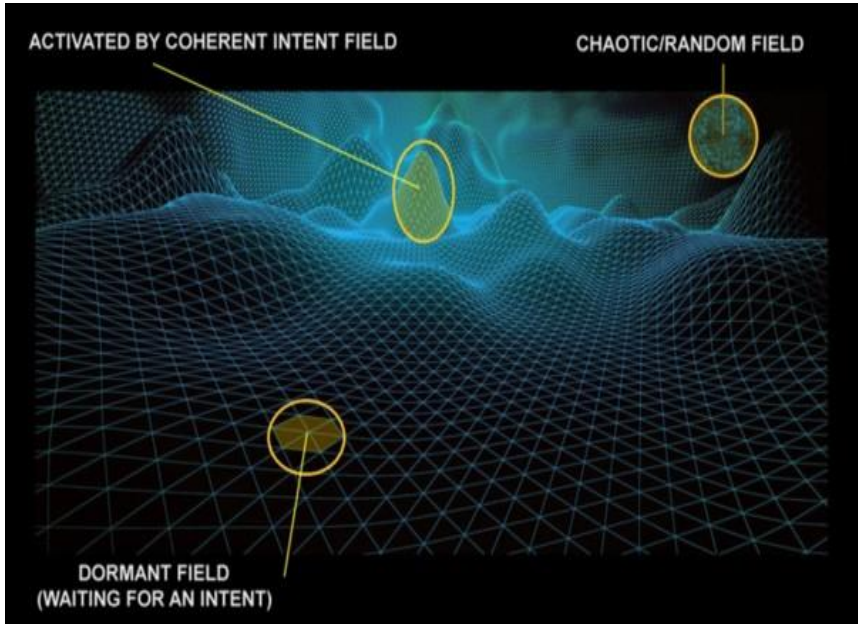 ACTIVATED BY COHERENT INTENT FIELD
CHAOTIC/RANDOM FIELD
DORMANT FIELD
(WAITING FOR AN INTENT)